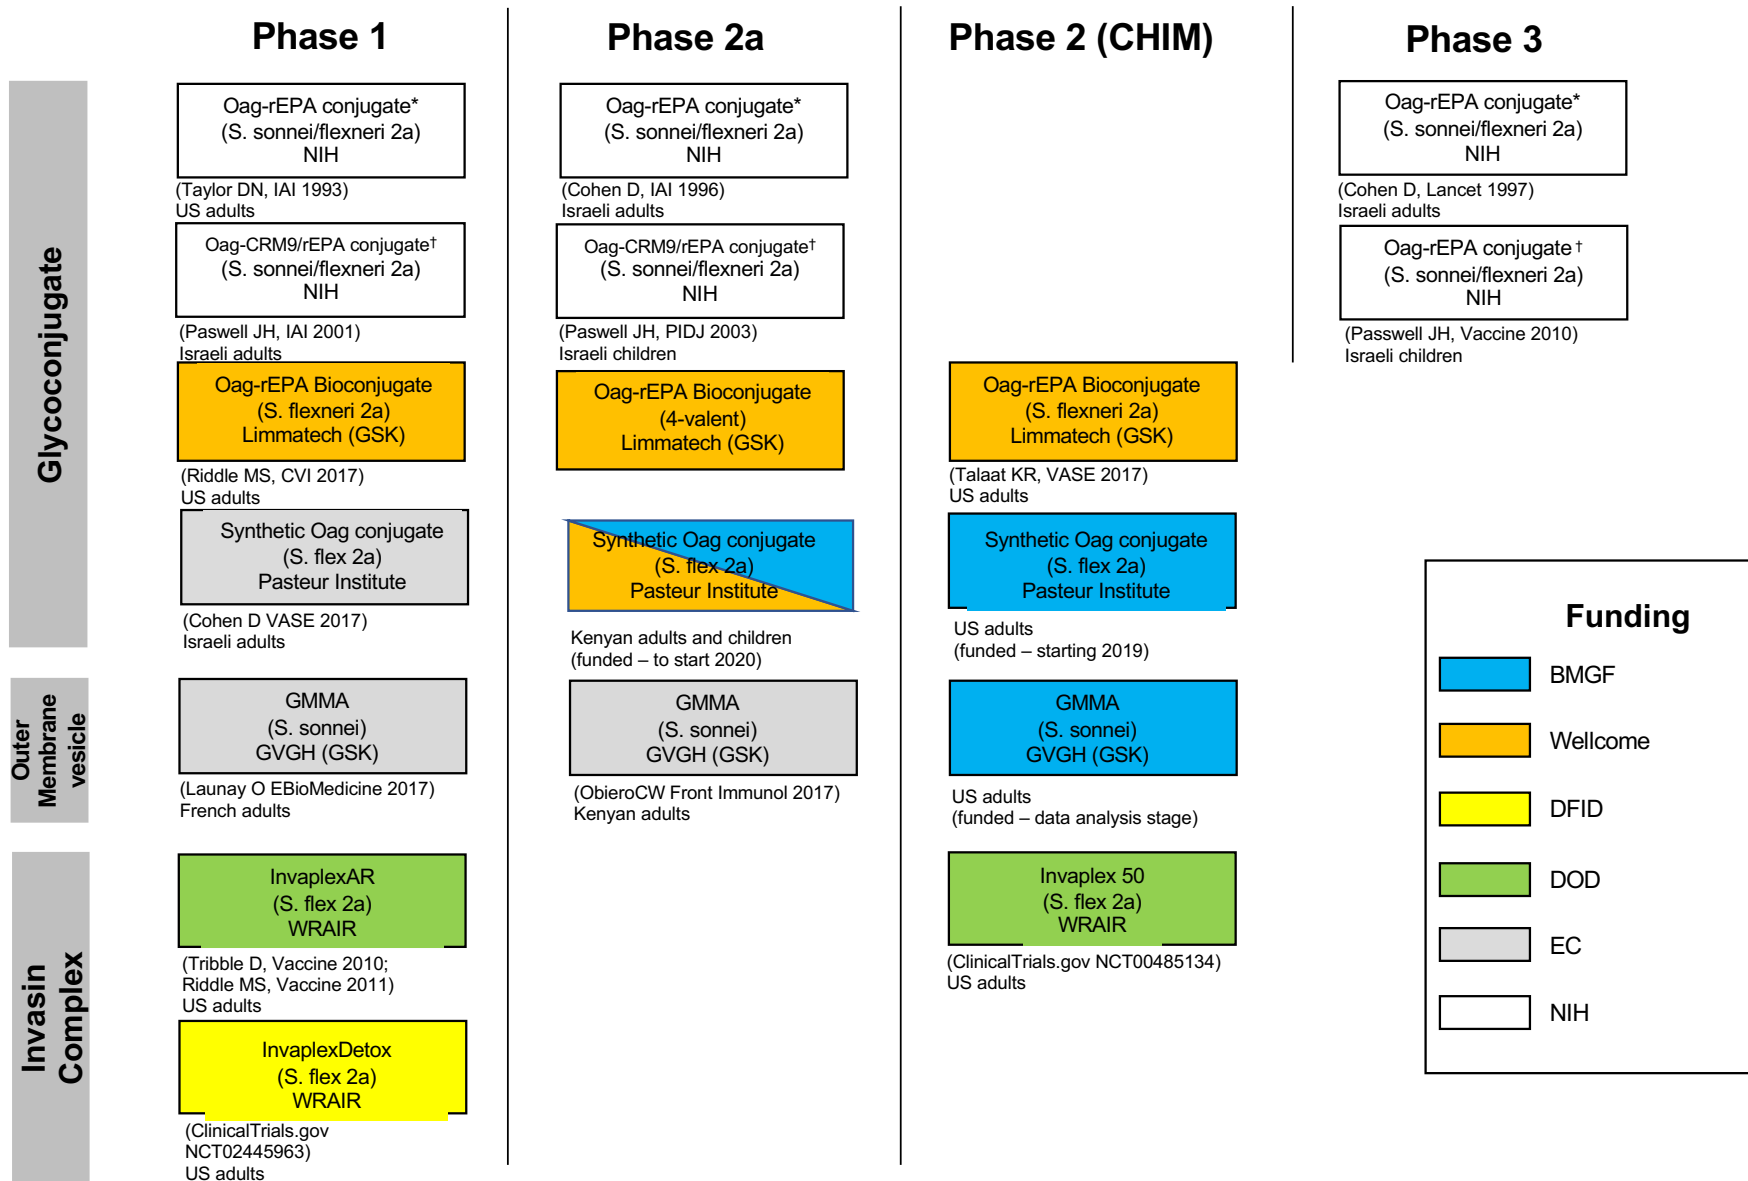 Phase 1
Phase 2a
Phase 2 (CHIM)
Phase 3
Glycoconjugate
Oag-rEPA conjugate*
(S. sonnei/flexneri 2a)
NIH
(Taylor DN, IAI 1993)
US adults
Oag-rEPA conjugate*
(S. sonnei/flexneri 2a)
NIH
(Cohen D, IAI 1996)
Israeli adults
Oag-rEPA conjugate*
(S. sonnei/flexneri 2a)
NIH
(Cohen D, Lancet 1997)
Israeli adults
Oag-CRM9/rEPA conjugate†
(S. sonnei/flexneri 2a)
NIH
(Paswell JH, IAI 2001)
Israeli adults
Oag-CRM9/rEPA conjugate†
(S. sonnei/flexneri 2a)
NIH
(Paswell JH, PIDJ 2003)
Israeli children
Oag-rEPA conjugate†
(S. sonnei/flexneri 2a)
NIH
(Passwell JH, Vaccine 2010)
Israeli children
Oag-rEPA Bioconjugate
(S. flexneri 2a)
Limmatech (GSK)
(Riddle MS, CVI 2017)
US adults
Oag-rEPA Bioconjugate
(4-valent)
Limmatech (GSK)
Oag-rEPA Bioconjugate
(S. flexneri 2a)
Limmatech (GSK)
(Talaat KR, VASE 2017)
US adults
Synthetic Oag conjugate
(S. flex 2a)
Pasteur Institute
(Cohen D VASE 2017)
Israeli adults
Synthetic Oag conjugate
(S. flex 2a)
Pasteur Institute
Kenyan adults and children
(funded – to start 2020)
Synthetic Oag conjugate
(S. flex 2a)
Pasteur Institute
US adults
(funded – starting 2019)
Outer
Membrane
vesicle
GMMA
(S. sonnei)
GVGH (GSK)
(Launay O EBioMedicine 2017)
French adults
GMMA
(S. sonnei)
GVGH (GSK)
(ObieroCW Front Immunol 2017)
Kenyan adults
GMMA
(S. sonnei)
GVGH (GSK)
US adults
(funded – data analysis stage)
Invasin
Complex
InvaplexAR
(S. flex 2a)
WRAIR
(Tribble D, Vaccine 2010;
Riddle MS, Vaccine 2011)
US adults
Invaplex 50
(S. flex 2a)
WRAIR
(ClinicalTrials.gov NCT00485134)
US adults
InvaplexDetox
(S. flex 2a)
WRAIR
(ClinicalTrials.gov
NCT02445963)
US adults
Funding
BMGF
Wellcome
DFID
DOD
EC
NIH